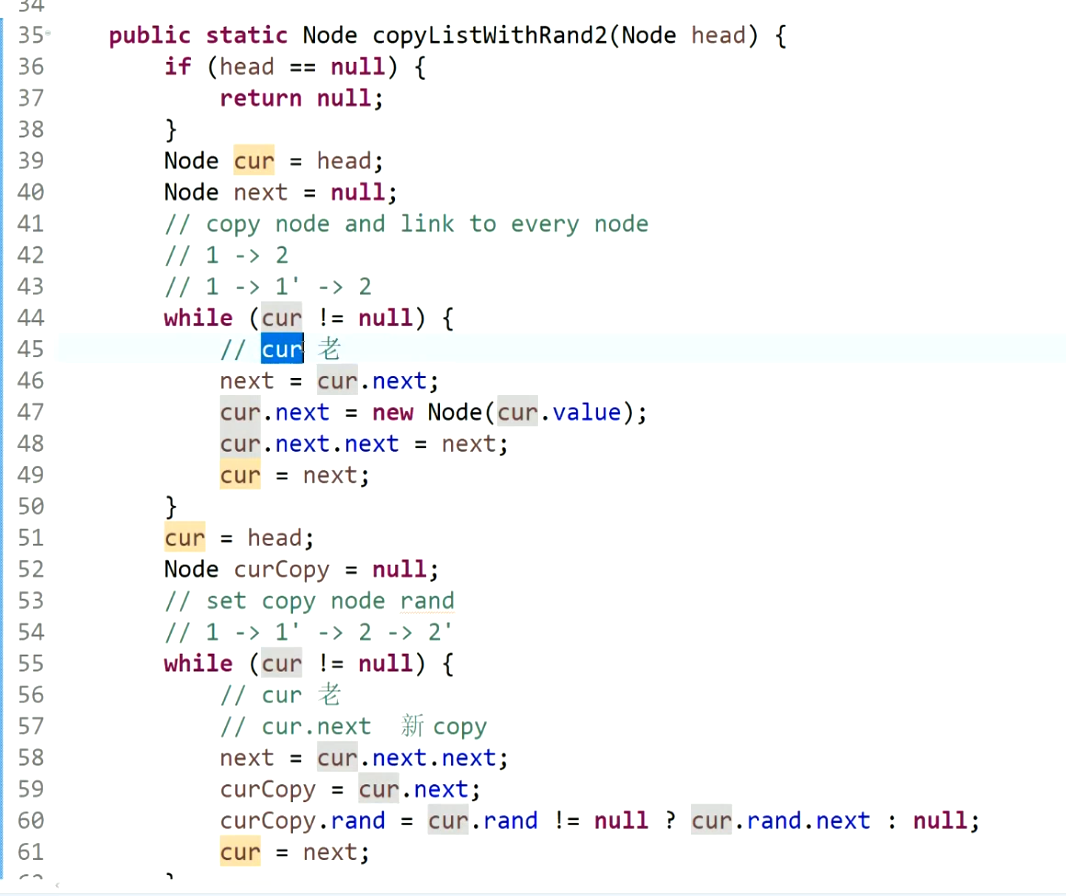 34
35 public static Node copyListWithRand2(Node head) {
36 if (head == null) {
37 return null;
38 }
39 Node cur = head;
40 Node next = null;
41 // copy node and link to every node
42 // 1 -> 2
43 // 1 -> 1' -> 2
44 while (cur != null) {
45 // cur 老
46 next = cur.next;
47 cur.next = new Node(cur.value);
48 cur.next.next = next;
49 cur = next;
50 }
51 cur = head;
52 Node curCopy = null;
53 // set copy node rand
54 // 1 -> 1' -> 2 -> 2'
55 while (cur != null) {
56 // cur 老
57 // cur.next 新 copy
58 next = cur.next.next;
59 curCopy = cur.next;
60 curCopy.rand = cur.rand != null ? cur.rand.next : null;
61 cur = next;